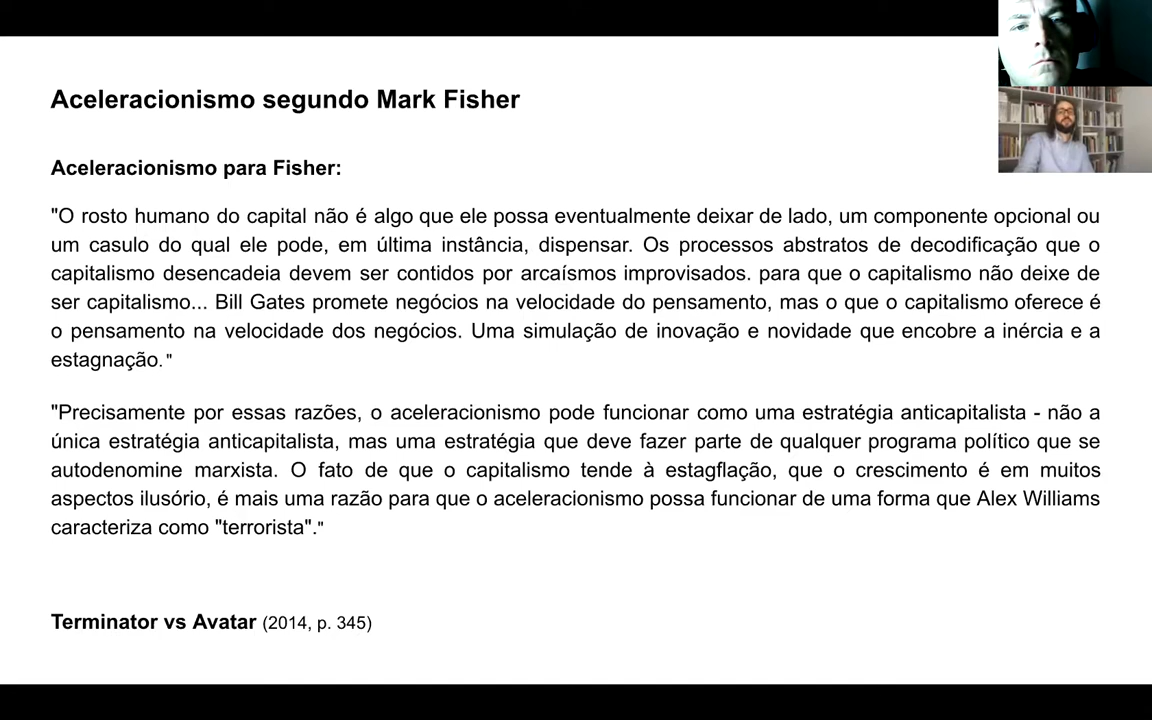 Aceleracionismo segundo Mark Fisher
Aceleracionismo para Fisher:
"O rosto humano do capital não é algo que ele possa eventualmente deixar de lado, um componente opcional ou
um casulo do qual ele pode, em última instância, dispensar. Os processos abstratos de decodificação que o
capitalismo desencadeia devem ser contidos por arcaísmos improvisados. para que o capitalismo não deixe de
ser capitalismo... Bill Gates promete negócios na velocidade do pensamento, mas o que o capitalismo oferece é
o pensamento na velocidade dos negócios. Uma simulação de inovação e novidade que encobre a inércia e a
estagnação."
"Precisamente por essas razões, o aceleracionismo pode funcionar como uma estratégia anticapitalista - não a
única estratégia anticapitalista, mas uma estratégia que deve fazer parte de qualquer programa político que se
autodenomine marxista. O fato de que o capitalismo tende à estagflação, que o crescimento é em muitos
aspectos ilusório, é mais uma razão para que o aceleracionismo possa funcionar de uma forma que Alex Williams
caracteriza como "terrorista"."
Terminator vs Avatar (2014, p. 345)